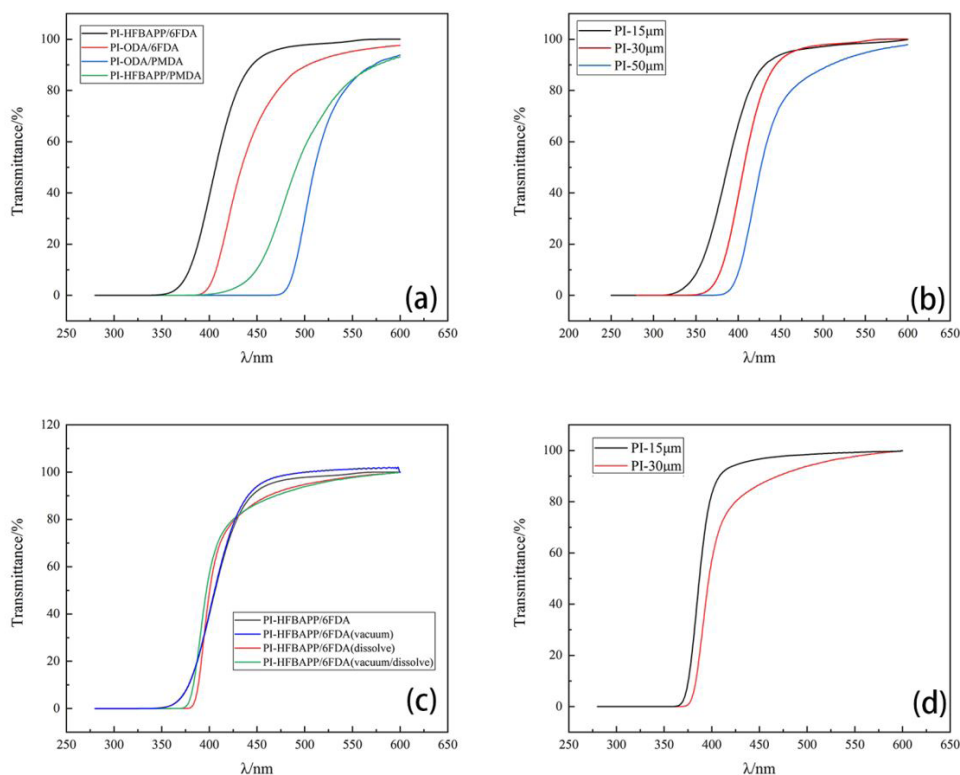 PI-HFBAPP/6FDA
PI-ODA/6FDA
PI-ODA/PMDA
PI-HFBAPP/PMDA
100
80
60
40
20
0
Transmittance/%
250 300 350 400 450 500 550 600 650
λ/nm
(a)
PI-15μm
PI-30μm
PI-50μm
100
80
60
40
20
0
Transmittance/%
200 250 300 350 400 450 500 550 600 650
λ/nm
(b)
120
100
80
60
40
20
0
Transmittance/%
PI-HFBAPP/6FDA
PI-HFBAPP/6FDA(vacuum)
PI-HFBAPP/6FDA(dissolve)
PI-HFBAPP/6FDA(vacuum/dissolve)
250 300 350 400 450 500 550 600 650
λ/nm
(c)
PI-15μm
PI-30μm
100
80
60
40
20
0
Transmittance/%
250 300 350 400 450 500 550 600 650
λ/nm
(d)